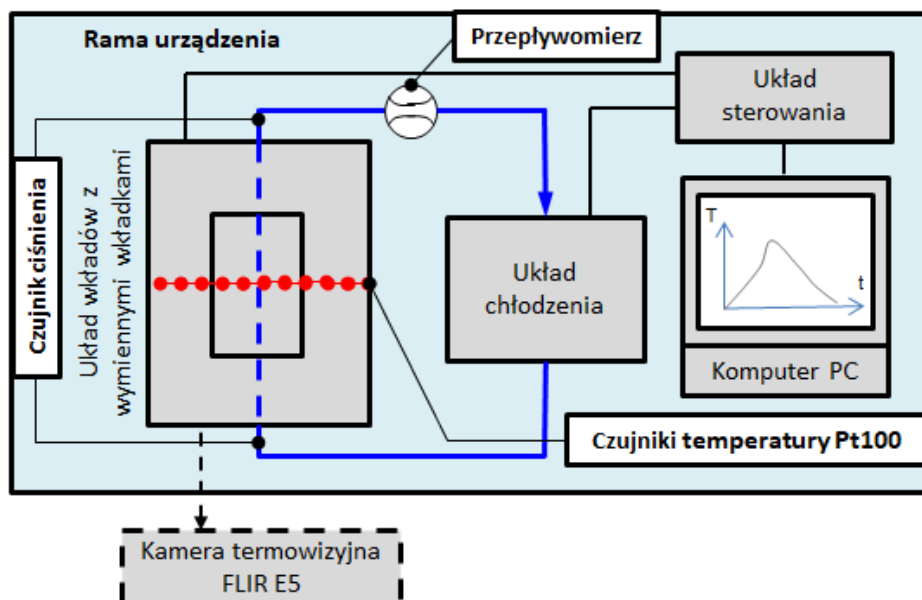 Rama urządzenia
Przepływomierz
Układ
sterowania
Czujnik ciśnienia
Układ wkładów z
wymiennymi wkładkami
T
t
Układ
chłodzenia
Komputer PC
Czujniki temperatury Pt100
Kamera termowizyjna
FLIR E5